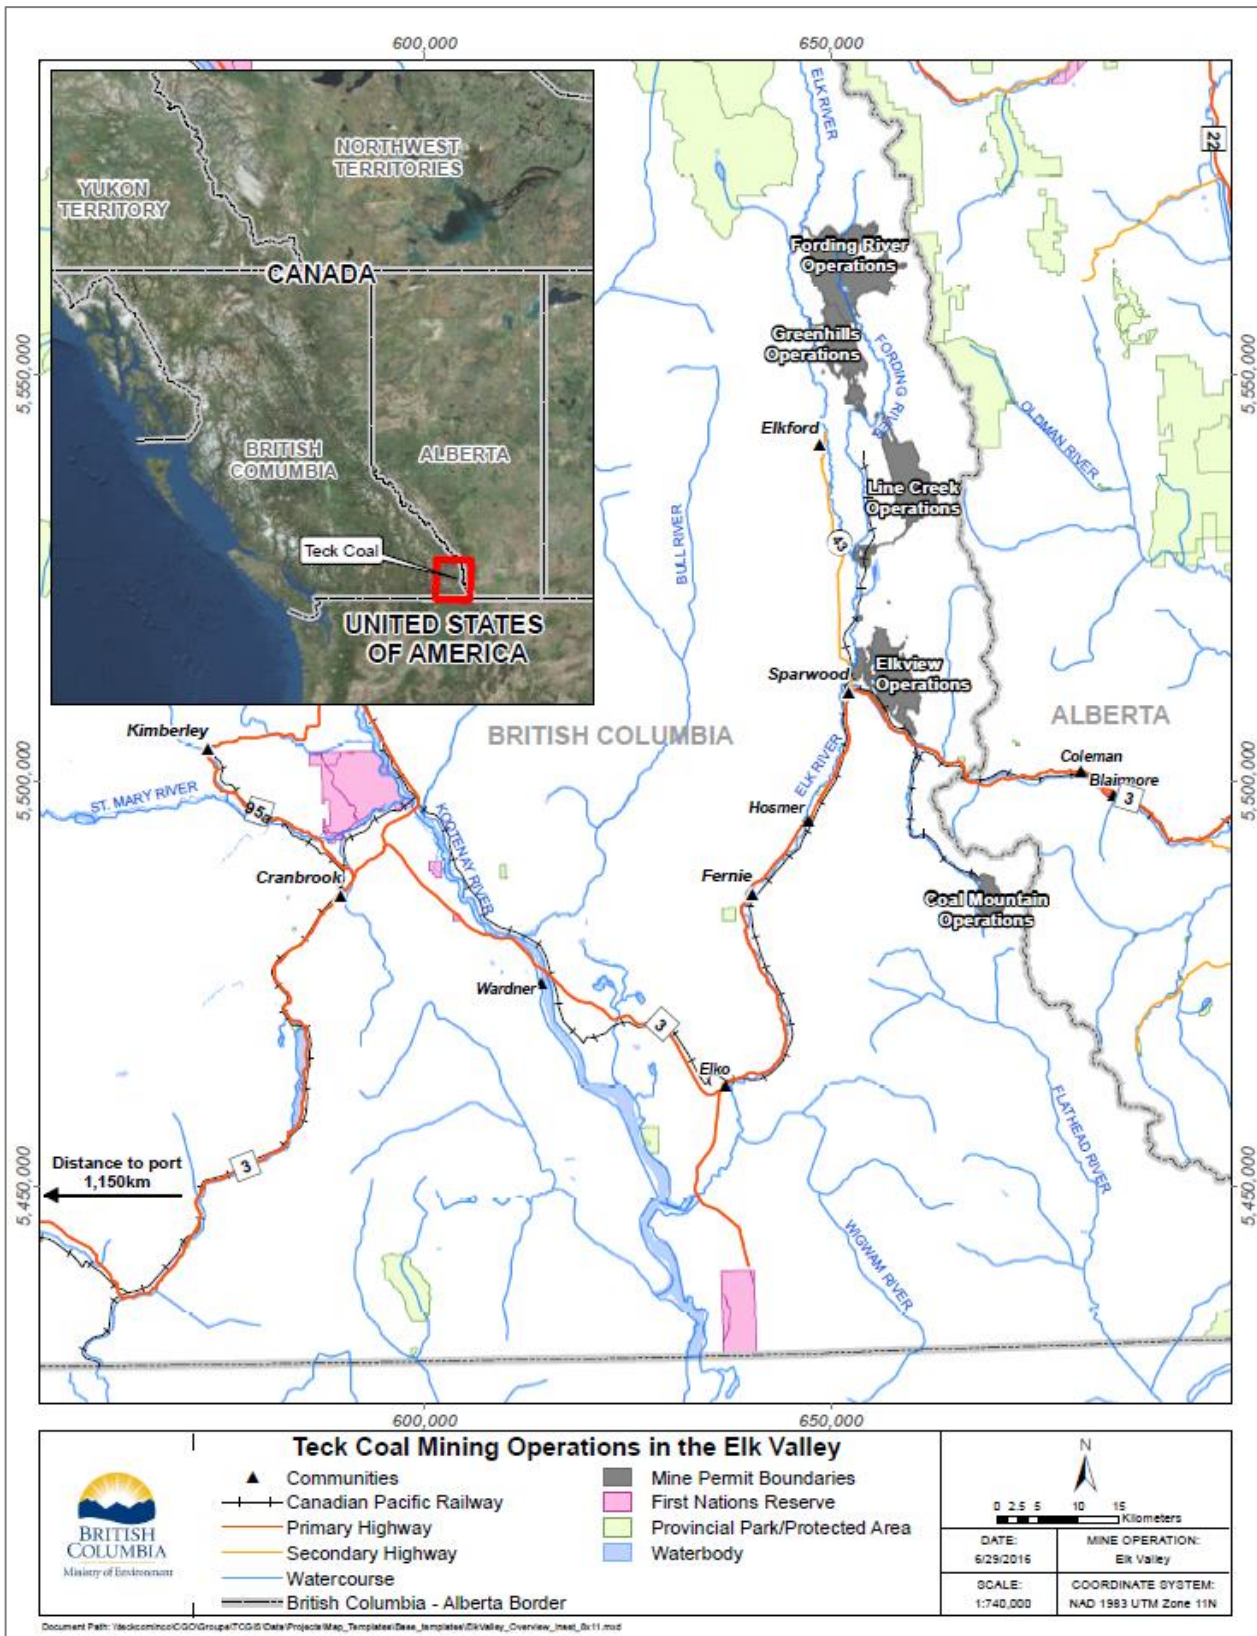 600,000
650,000
ELK RIVER
22
NORTHWEST
TERRITORIES
YUKON
TERRITORY
CANADA
Fording River
Operations
Greenhills
Operations
FORDING RIVER
5,550,000
5,550,000
OLDMAN RIVER
Elkford
BRITISH
COMUMBIA
ALBERTA
Line Creek
Operations
BULL RIVER
43
Teck Coal
UNITED STATES
OF AMERICA
Sparwood
Elkview
Operations
Kimberley
BRITISH COLUMBIA
ALBERTA
ELK RIVER
Coleman
Blairmore
3
5,500,000
5,500,000
ST. MARY RIVER
95a
Hosmer
KOOTENAY RIVER
Cranbrook
Fernie
Coal Mountain
Operations
Wardner
3
Elko
FLATHEAD RIVER
Distance to port
1,150km
3
5,450,000
5,450,000
WIGWAM RIVER
600,000
650,000
Teck Coal Mining Operations in the Elk Valley
BRITISH
COLUMBIA
Ministry of Environment
Communities
Canadian Pacific Railway
Primary Highway
Secondary Highway
Watercourse
British Columbia - Alberta Border
Mine Permit Boundaries
First Nations Reserve
Provincial Park/Protected Area
Waterbody
N
0 2.5 5 10 15
Kilometers
DATE:
6/29/2016
MINE OPERATION:
Elk Valley
SCALE:
1:740,000
COORDINATE SYSTEM:
NAD 1983 UTM Zone 11N
Document Path: